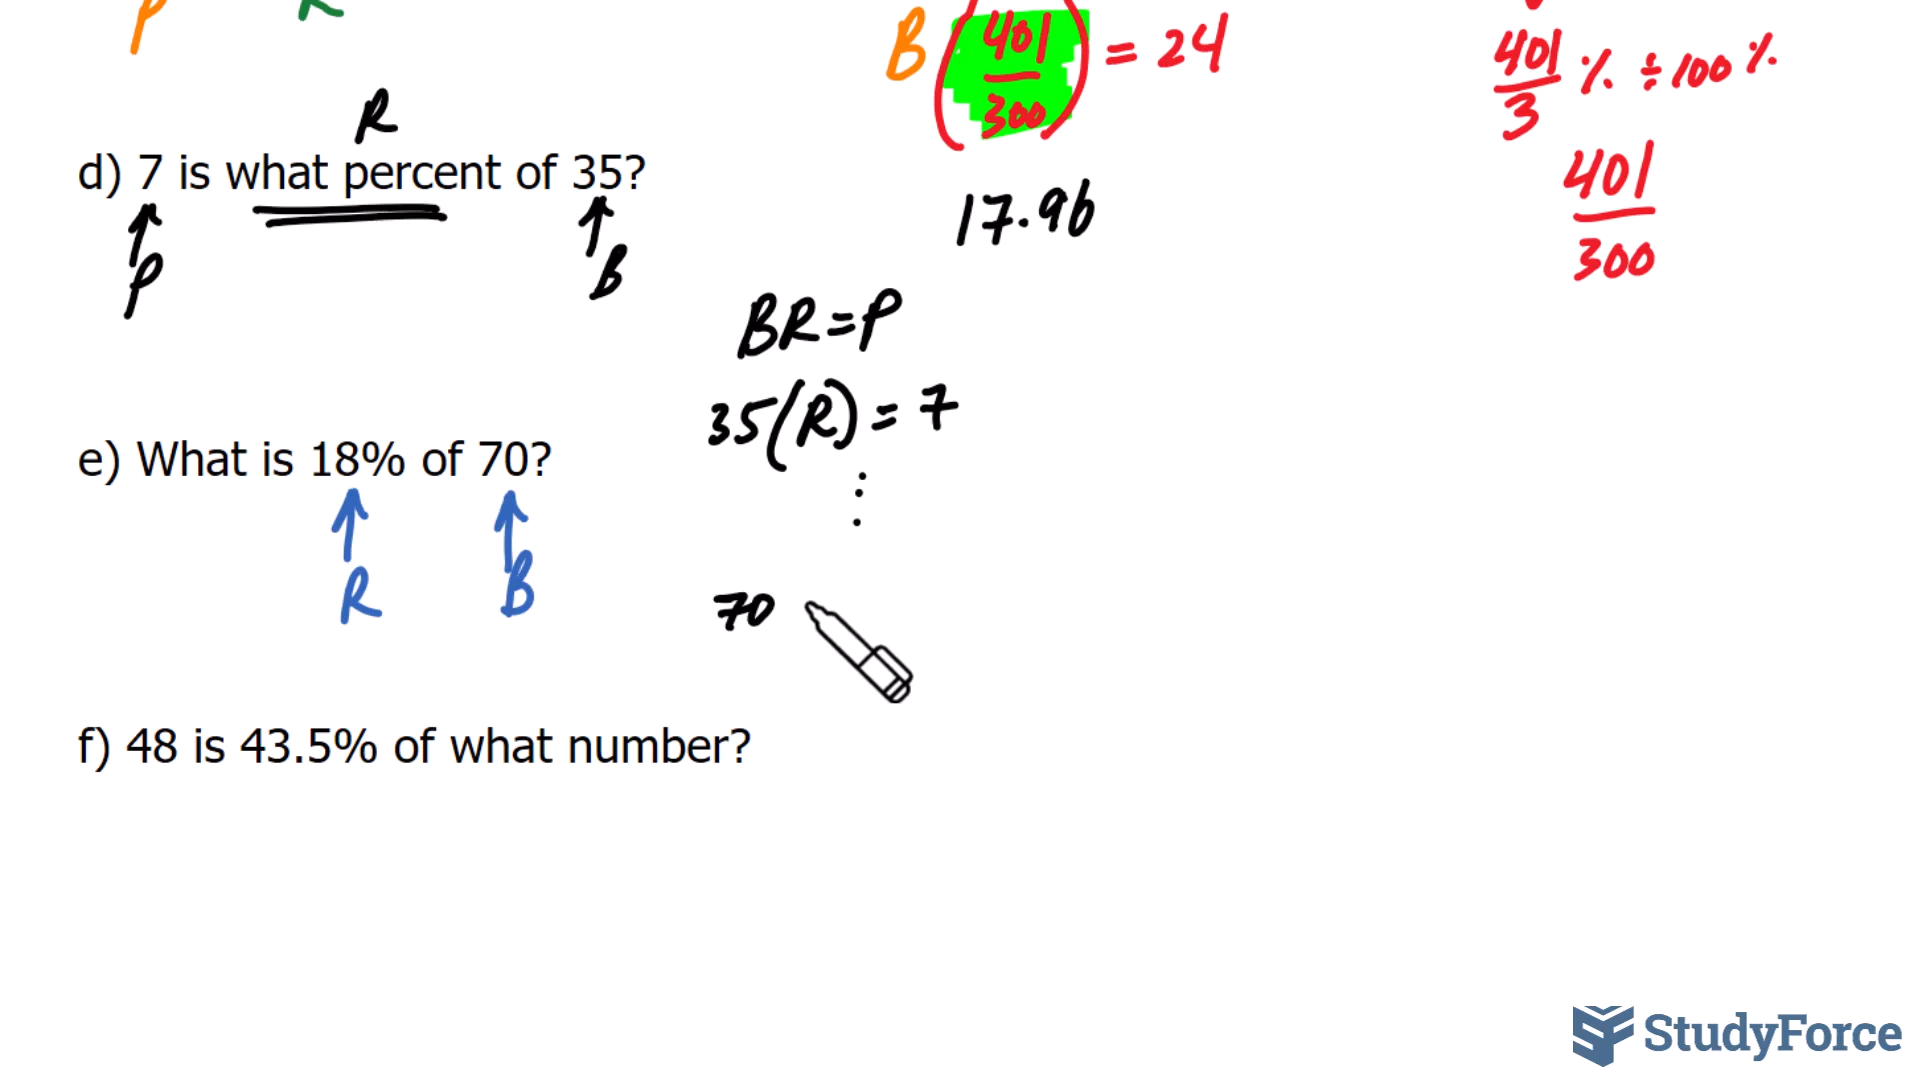 P R
B(401/300) = 24
401/3 % ÷ 100 %
401/300
17.96
R
d) 7 is what percent of 35?
P B
BR = P
35(R) = 7
⋮
e) What is 18% of 70?
R B
70
f) 48 is 43.5% of what number?
StudyForce